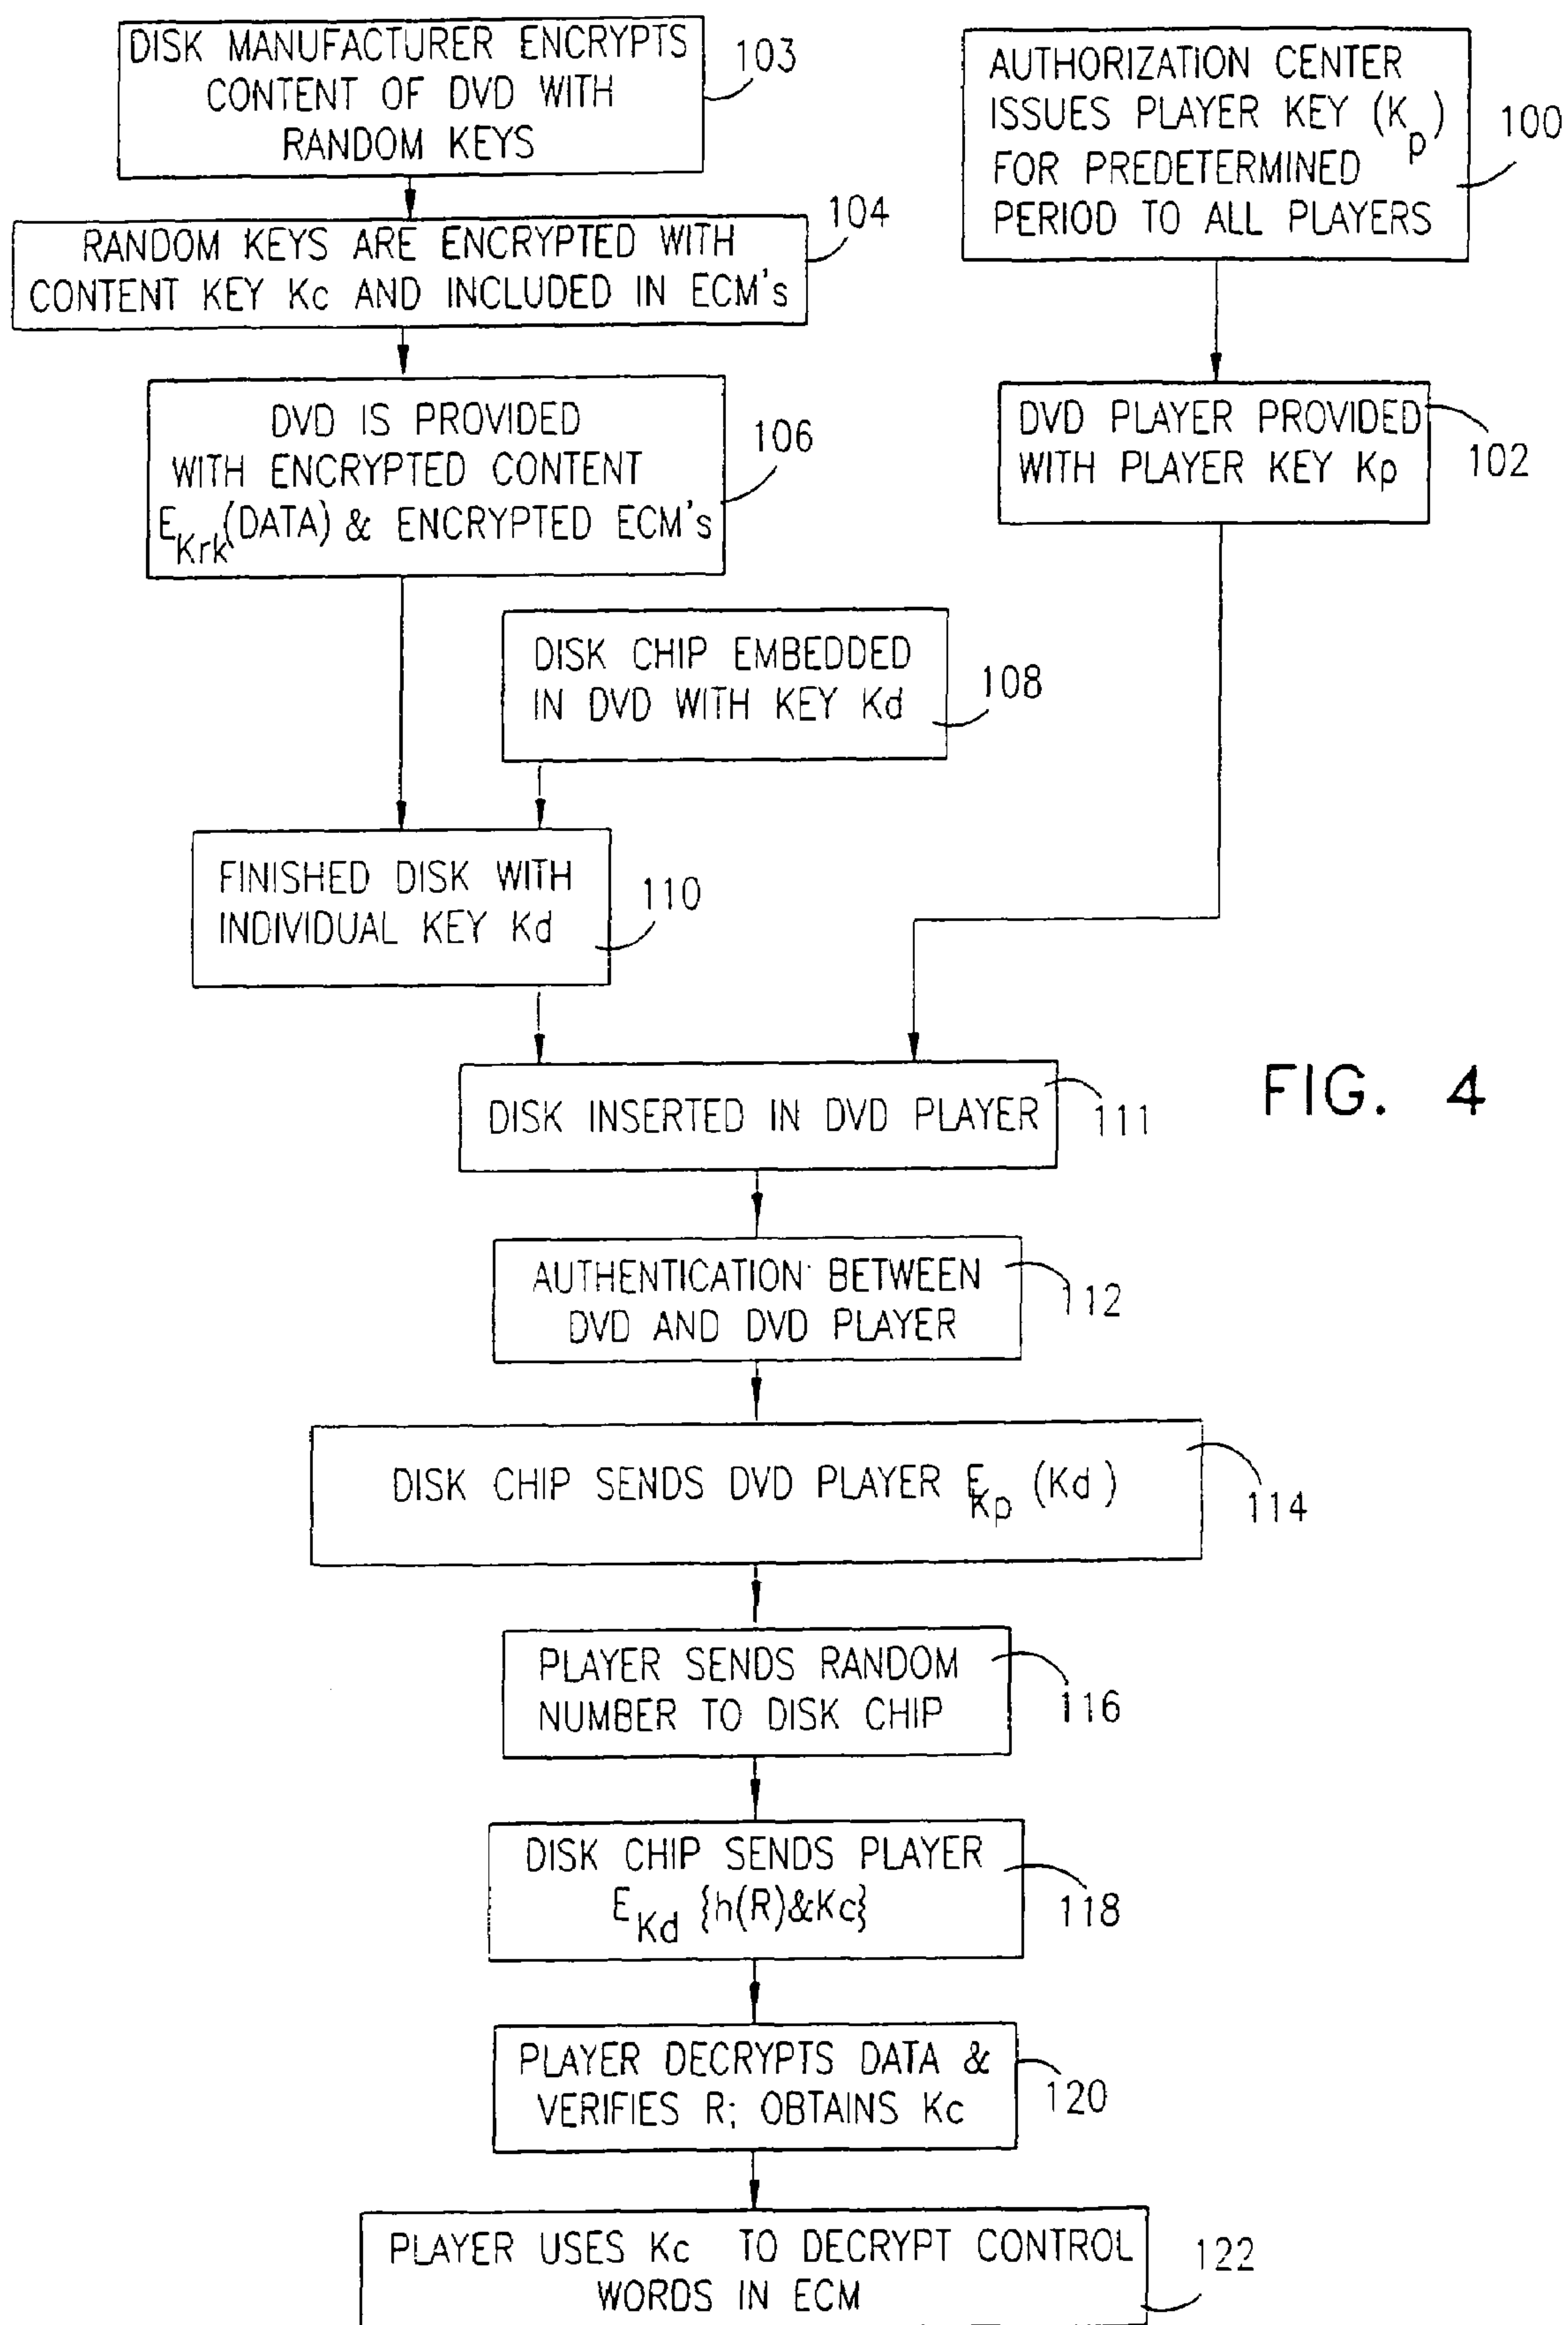 DISK MANUFACTURER ENCRYPTS
CONTENT OF DVD WITH
RANDOM KEYS
103
AUTHORIZATION CENTER
ISSUES PLAYER KEY (Kp)
FOR PREDETERMINED
PERIOD TO ALL PLAYERS
100
RANDOM KEYS ARE ENCRYPTED WITH
CONTENT KEY Kc AND INCLUDED IN ECM's
104
DVD IS PROVIDED
WITH ENCRYPTED CONTENT
EKrk(DATA) & ENCRYPTED ECM's
106
DVD PLAYER PROVIDED
WITH PLAYER KEY Kp
102
DISK CHIP EMBEDDED
IN DVD WITH KEY Kd
108
FINISHED DISK WITH
INDIVIDUAL KEY Kd
110
DISK INSERTED IN DVD PLAYER
111
FIG. 4
AUTHENTICATION BETWEEN
DVD AND DVD PLAYER
112
DISK CHIP SENDS DVD PLAYER EKp (Kd)
114
PLAYER SENDS RANDOM
NUMBER TO DISK CHIP
116
DISK CHIP SENDS PLAYER
EKd {h(R)&Kc}
118
PLAYER DECRYPTS DATA &
VERIFIES R; OBTAINS Kc
120
PLAYER USES Kc TO DECRYPT CONTROL
WORDS IN ECM
122